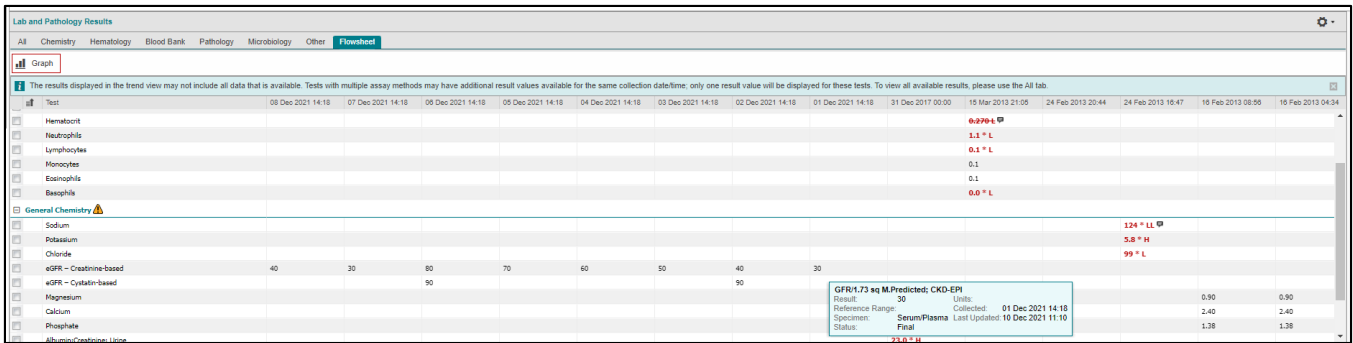 Lab and Pathology Results
All Chemistry Hematology Blood Bank Pathology Microbiology Other Flowsheet
Graph
The results displayed in the trend view may not include all data that is available. Tests with multiple assay methods may have additional result values available for the same collection date/time; only one result value will be displayed for these tests. To view all available results, please use the All tab.
Test 08 Dec 2021 14:18 07 Dec 2021 14:18 06 Dec 2021 14:18 05 Dec 2021 14:18 04 Dec 2021 14:18 03 Dec 2021 14:18 02 Dec 2021 14:18 01 Dec 2021 14:18 31 Dec 2017 00:00 15 Mar 2013 21:05 24 Feb 2013 20:44 24 Feb 2013 16:47 16 Feb 2013 08:56 16 Feb 2013 04:34
Hematocrit 0.270 L
Neutrophils 1.1 * L
Lymphocytes 0.1 * L
Monocytes 0.1
Eosinophils 0.1
Basophils 0.0 * L
General Chemistry
Sodium 124 * LL
Potassium 5.8 * H
Chloride 99 * L
eGFR – Creatinine-based 40 30 80 70 60 50 40 30
eGFR – Cystatin-based 90 90
GFR/1.73 sq M.Predicted; CKD-EPI
Magnesium 0.90 0.90
Result: 30 Units:
Reference Range: Collected: 01 Dec 2021 14:18
Calcium 2.40 2.40
Specimen: Serum/Plasma Last Updated: 10 Dec 2021 11:10
Phosphate 1.38 1.38
Status: Final
Albumin:Creatinine: Urine 23.0 * H